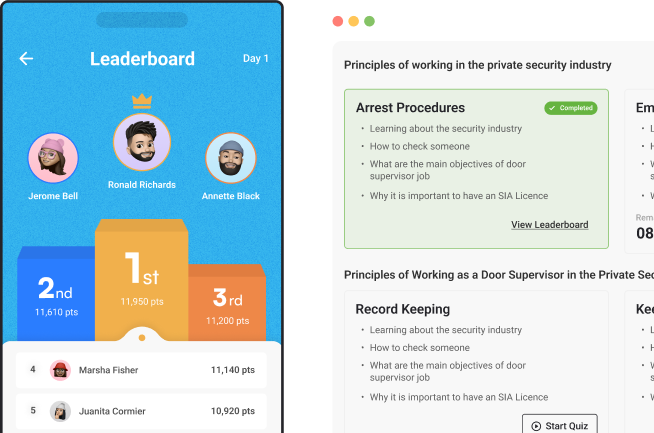 Leaderboard
Day 1
Jerome Bell
Ronald Richards
Annette Black
2nd
11,610 pts
1st
11,950 pts
3rd
11,200 pts
4 Marsha Fisher 11,140 pts
5 Juanita Cormier 10,920 pts
Principles of working in the private security industry
Arrest Procedures
Completed
• Learning about the security industry
• How to check someone
• What are the main objectives of door
supervisor job
• Why it is important to have an SIA Licence
View Leaderboard
Em
Rem
08
Principles of Working as a Door Supervisor in the Private Sec
Record Keeping
• Learning about the security industry
• How to check someone
• What are the main objectives of door
supervisor job
• Why it is important to have an SIA Licence
Start Quiz
Kee